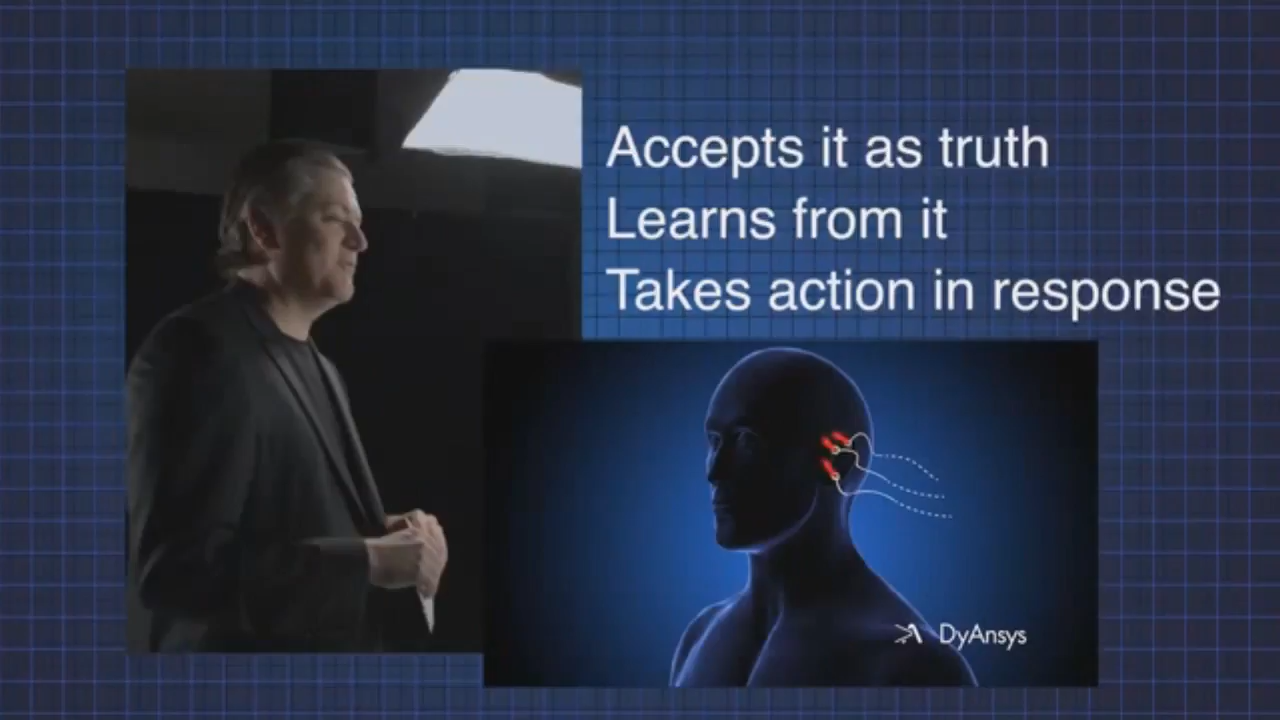 Accepts it as truth
Learns from it
Takes action in response
DyAnsys